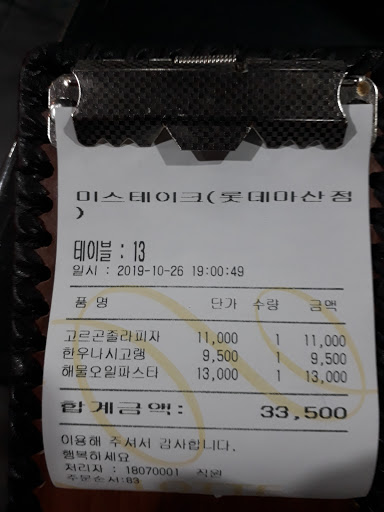 미스테이크(롯데마산점
)
테이블 : 13
일시 : 2019-10-26 19:00:49
품 명 단가 수량 금액
고르곤졸라피자 11,000 1 11,000
한우나시고랭 9,500 1 9,500
해물오일파스타 13,000 1 13,000
합계금액: 33,500
이용해 주셔서 감사합니다.
행복하세요
처리자 : 18070001 직원
주문순서:83